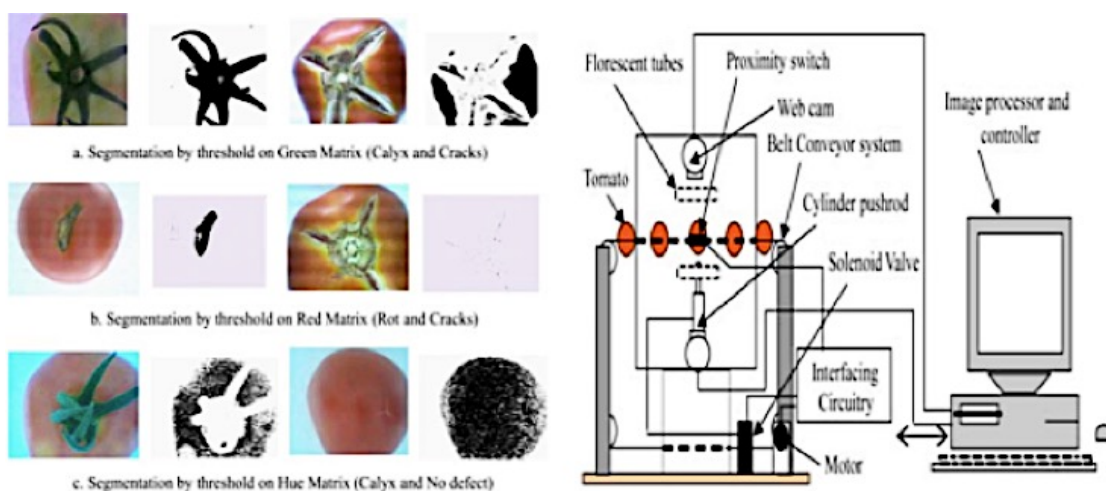 a. Segmentation by threshold on Green Matrix (Calyx and Cracks)
b. Segmentation by threshold on Red Matrix (Rot and Cracks)
c. Segmentation by threshold on Hue Matrix (Calyx and No defect)
Florescent tubes
Proximity switch
Web cam
Belt Conveyor system
Tomato
Cylinder pushrod
Solenoid Valve
Interfacing
Circuitry
Motor
Image processor and
controller